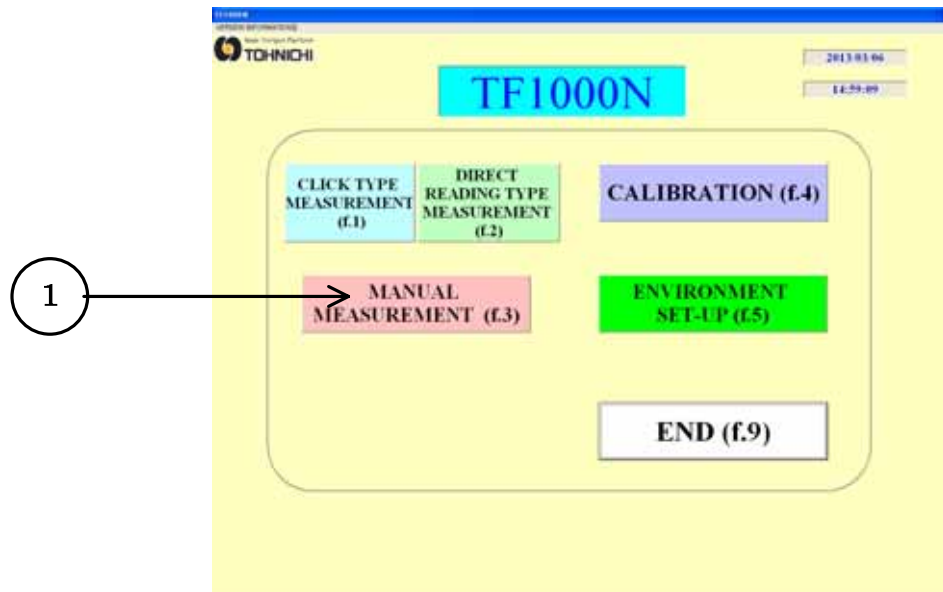 TF1000N
TOHNICHI
2013/03/06
TF1000N
14:59:09
CLICK TYPE
MEASUREMENT
(f.1)
DIRECT
READING TYPE
MEASUREMENT
(f.2)
CALIBRATION (f.4)
1
MANUAL
MEASUREMENT (f.3)
ENVIRONMENT
SET-UP (f.5)
END (f.9)